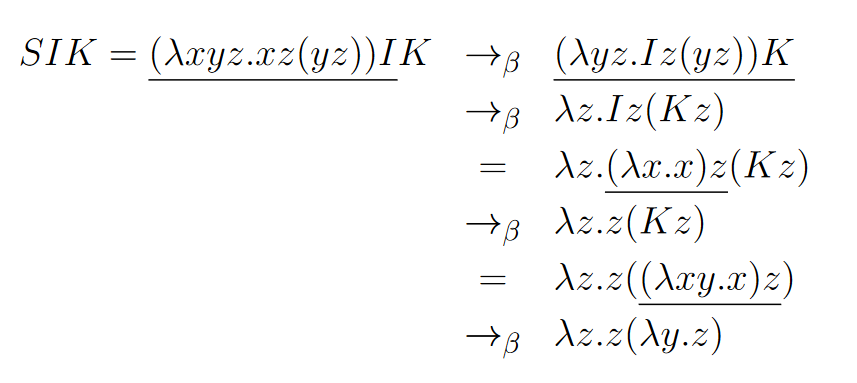 SIK = (λxyz.xz(yz))IK →β (λyz.Iz(yz))K
→β λz.Iz(Kz)
= λz.(λx.x)z(Kz)
→β λz.z(Kz)
= λz.z((λxy.x)z)
→β λz.z(λy.z)